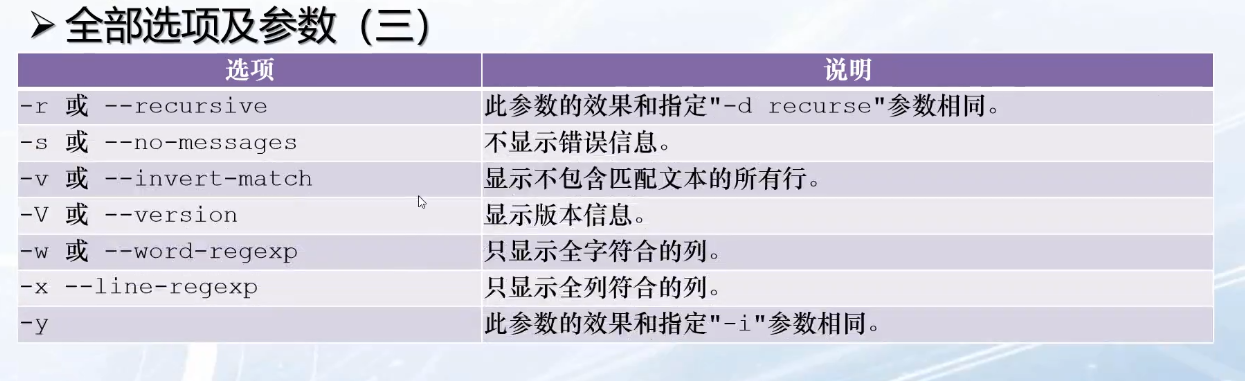 ➤ 全部选项及参数（三）
选项 说明
-r 或 --recursive 此参数的效果和指定"-d recurse"参数相同。
-s 或 --no-messages 不显示错误信息。
-v 或 --invert-match 显示不包含匹配文本的所有行。
-V 或 --version 显示版本信息。
-w 或 --word-regexp 只显示全字符合的列。
-x --line-regexp 只显示全列符合的列。
-y 此参数的效果和指定"-i"参数相同。